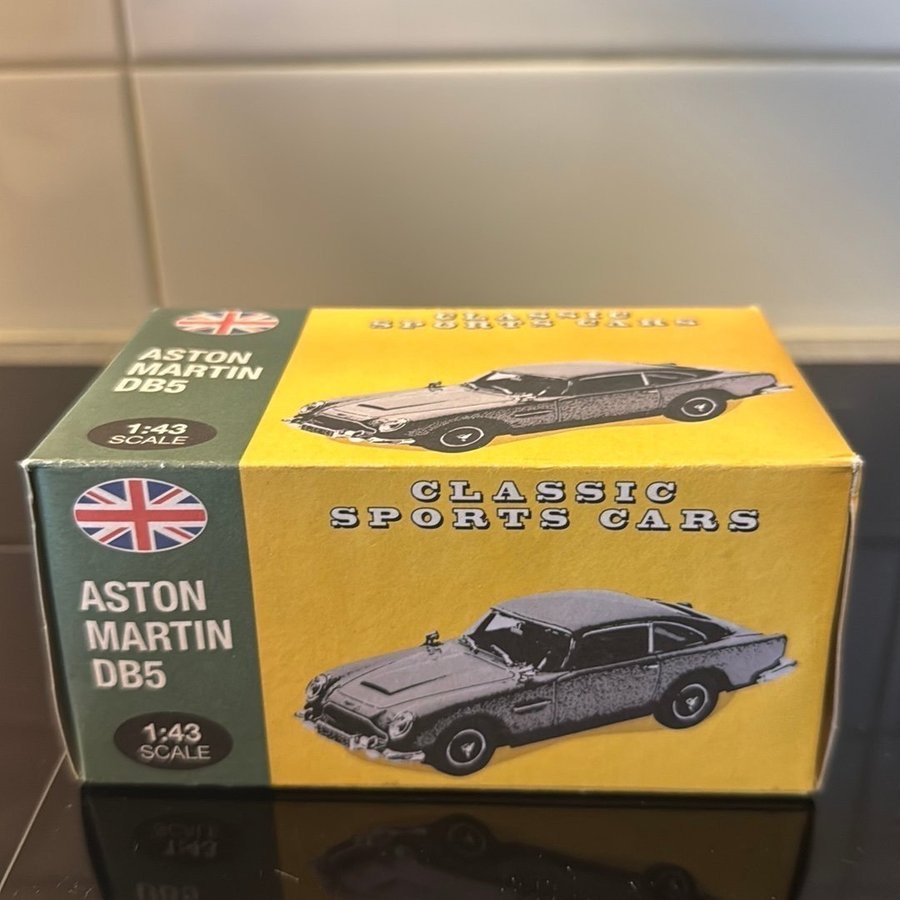 CLASSIC
SPORTS CARS
ASTON
MARTIN
DB5
1:43
SCALE
CLASSIC
SPORTS CARS
ASTON
MARTIN
DB5
1:43
SCALE